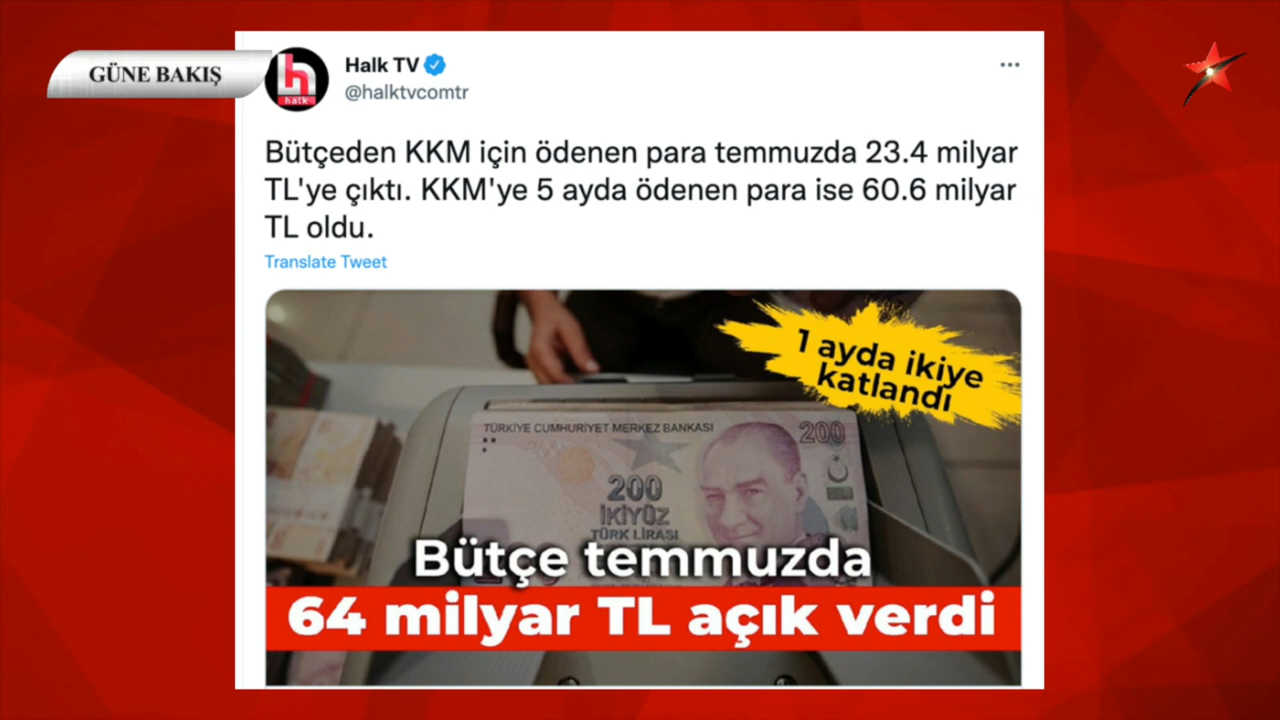 GÜNE BAKIŞ
h
halk
Halk TV
@halktvcomtr
Bütçeden KKM için ödenen para temmuzda 23.4 milyar
TL'ye çıktı. KKM'ye 5 ayda ödenen para ise 60.6 milyar
TL oldu.
Translate Tweet
1 ayda ikiye
katlandı
TÜRKİYE CUMHURİYET MERKEZ BANKASI
200
200
İKİYÜZ
TÜRK LİRASI
Bütçe temmuzda
64 milyar TL açık verdi